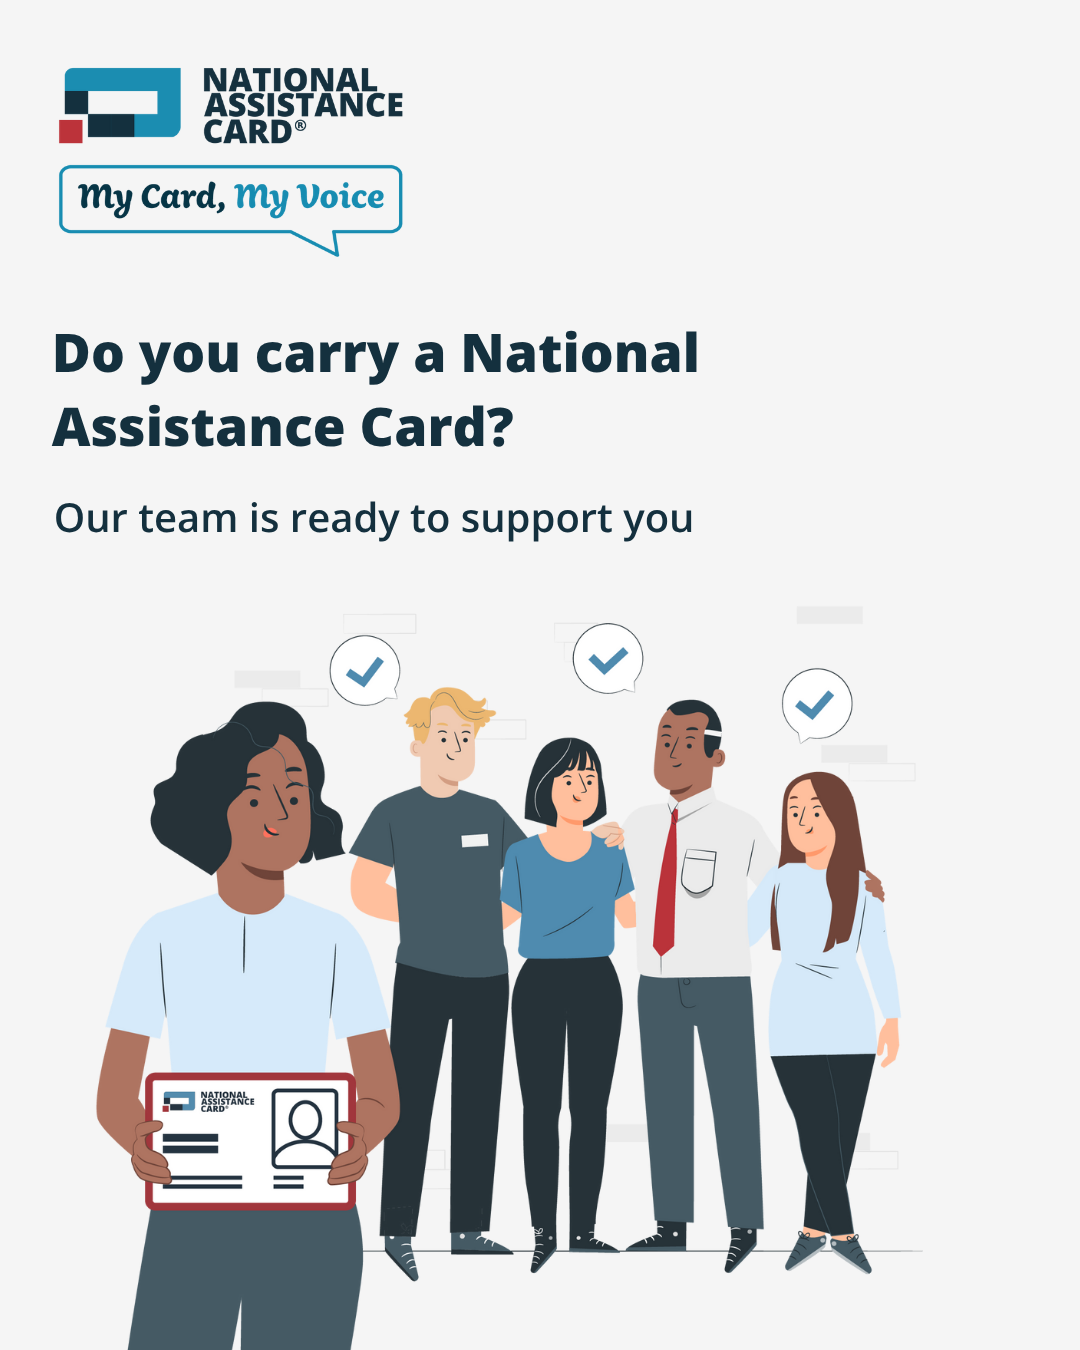 NATIONAL
ASSISTANCE
CARD®
My Card, My Voice
Do you carry a National
Assistance Card?
Our team is ready to support you
NATIONAL
ASSISTANCE
CARD®